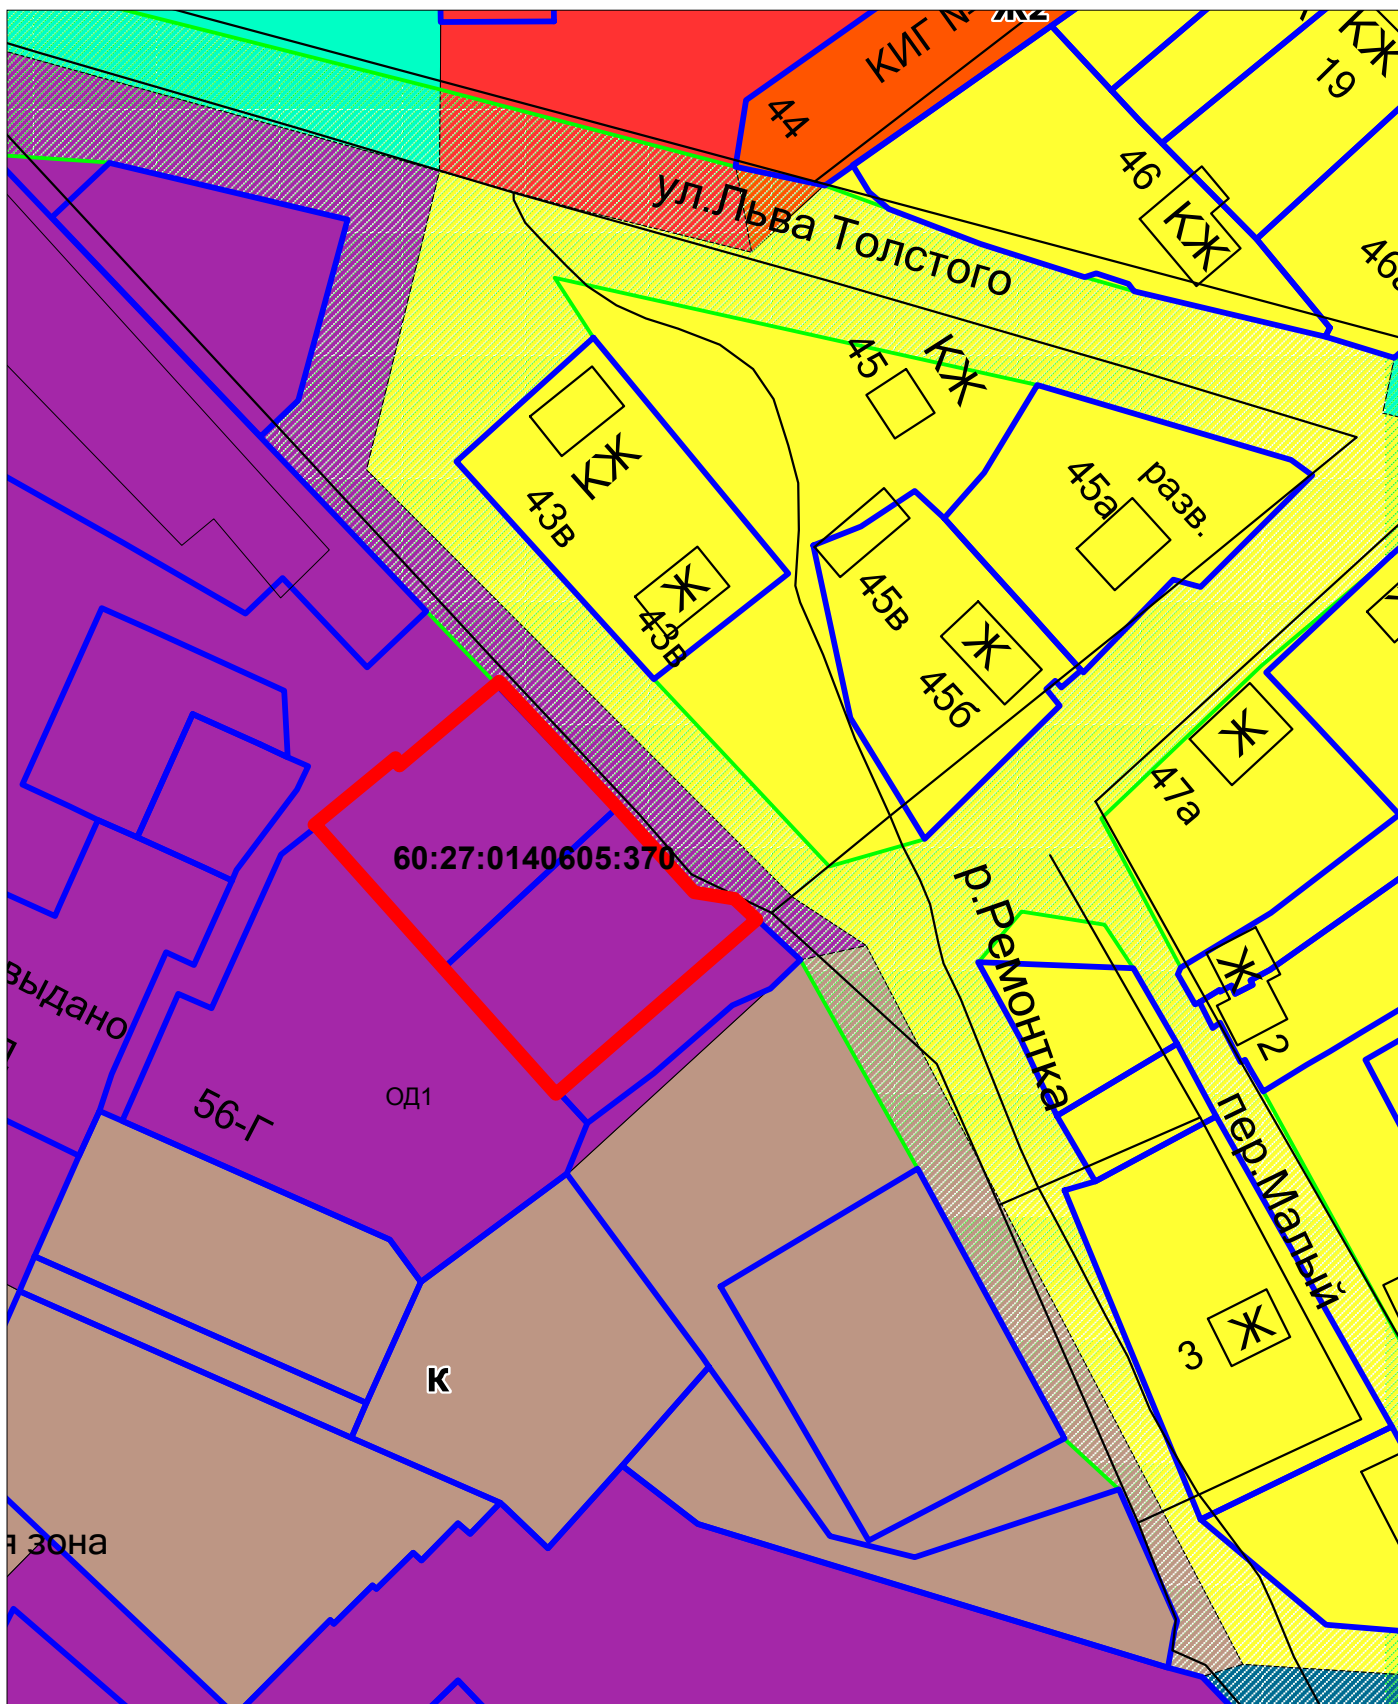 Ж2
КИГ
КЖ
19
44
46
КЖ
ул.Льва Толстого
45
КЖ
КЖ
43в
45а
разв.
Ж
43в
45в
Ж
45б
Ж
47а
60:27:0140605:370
р.Ремонтка
Ж
2
выдано
56-Г
ОД1
пер.Малый
3
Ж
К
зона